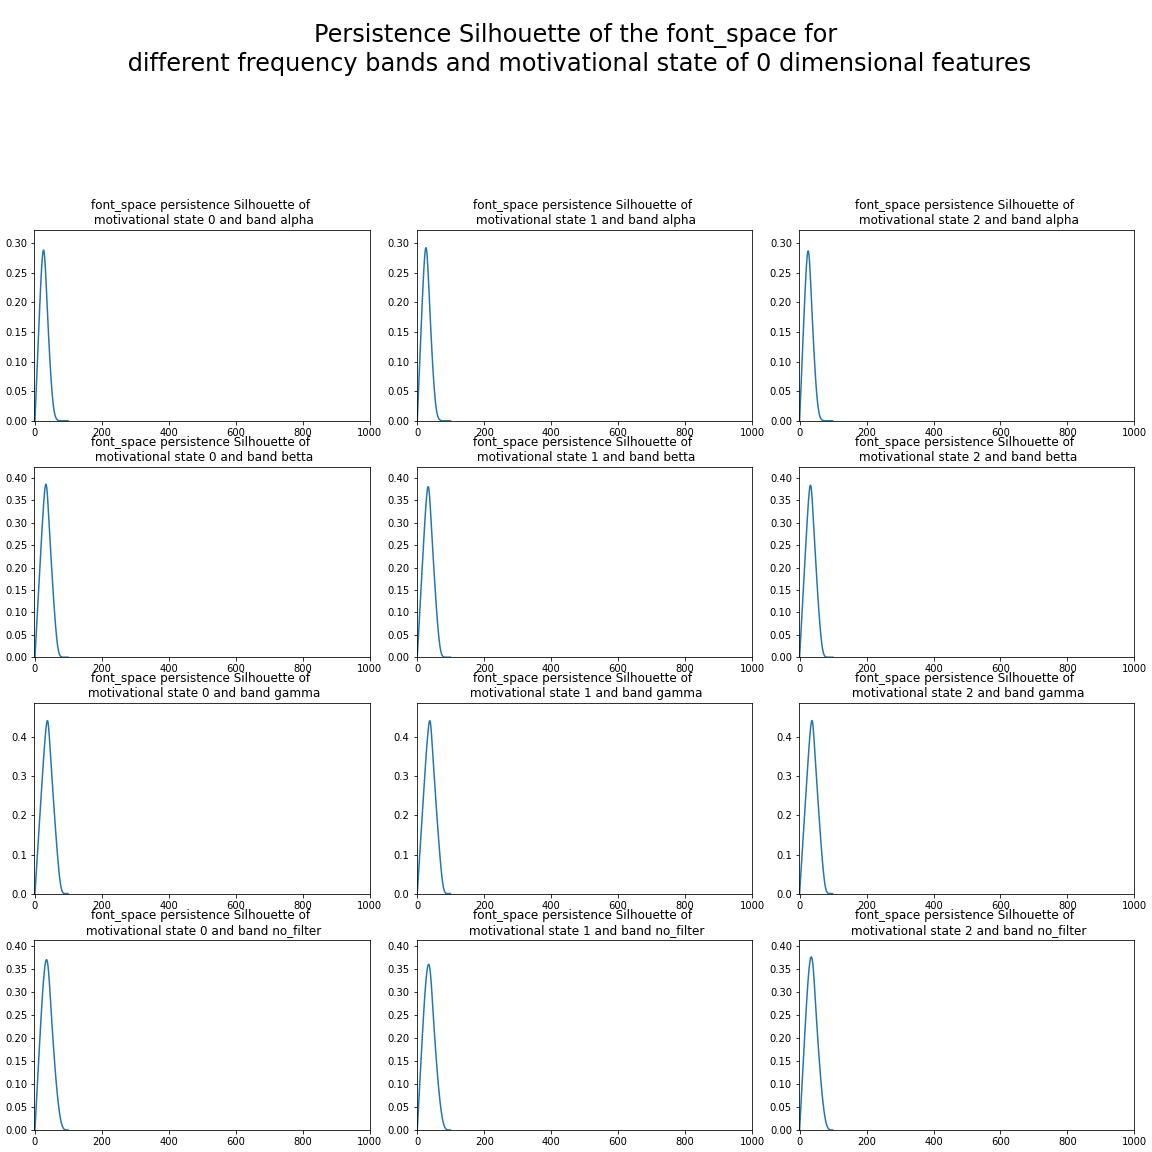 Persistence Silhouette of the font_space for
different frequency bands and motivational state of 0 dimensional features
font_space persistence Silhouette of
motivational state 0 and band alpha
0.30
0.25
0.20
0.15
0.10
0.05
0.00
0 200 400 600 800 1000
font_space persistence Silhouette of
motivational state 1 and band alpha
0.30
0.25
0.20
0.15
0.10
0.05
0.00
0 200 400 600 800 1000
font_space persistence Silhouette of
motivational state 2 and band alpha
0.30
0.25
0.20
0.15
0.10
0.05
0.00
0 200 400 600 800 1000
font_space persistence Silhouette of
motivational state 0 and band betta
0.40
0.35
0.30
0.25
0.20
0.15
0.10
0.05
0.00
0 200 400 600 800 1000
font_space persistence Silhouette of
motivational state 1 and band betta
0.40
0.35
0.30
0.25
0.20
0.15
0.10
0.05
0.00
0 200 400 600 800 1000
font_space persistence Silhouette of
motivational state 2 and band betta
0.40
0.35
0.30
0.25
0.20
0.15
0.10
0.05
0.00
0 200 400 600 800 1000
font_space persistence Silhouette of
motivational state 0 and band gamma
0.4
0.3
0.2
0.1
0.0
0 200 400 600 800 1000
font_space persistence Silhouette of
motivational state 1 and band gamma
0.4
0.3
0.2
0.1
0.0
0 200 400 600 800 1000
font_space persistence Silhouette of
motivational state 2 and band gamma
0.4
0.3
0.2
0.1
0.0
0 200 400 600 800 1000
font_space persistence Silhouette of
motivational state 0 and band no_filter
0.40
0.35
0.30
0.25
0.20
0.15
0.10
0.05
0.00
0 200 400 600 800 1000
font_space persistence Silhouette of
motivational state 1 and band no_filter
0.40
0.35
0.30
0.25
0.20
0.15
0.10
0.05
0.00
0 200 400 600 800 1000
font_space persistence Silhouette of
motivational state 2 and band no_filter
0.40
0.35
0.30
0.25
0.20
0.15
0.10
0.05
0.00
0 200 400 600 800 1000